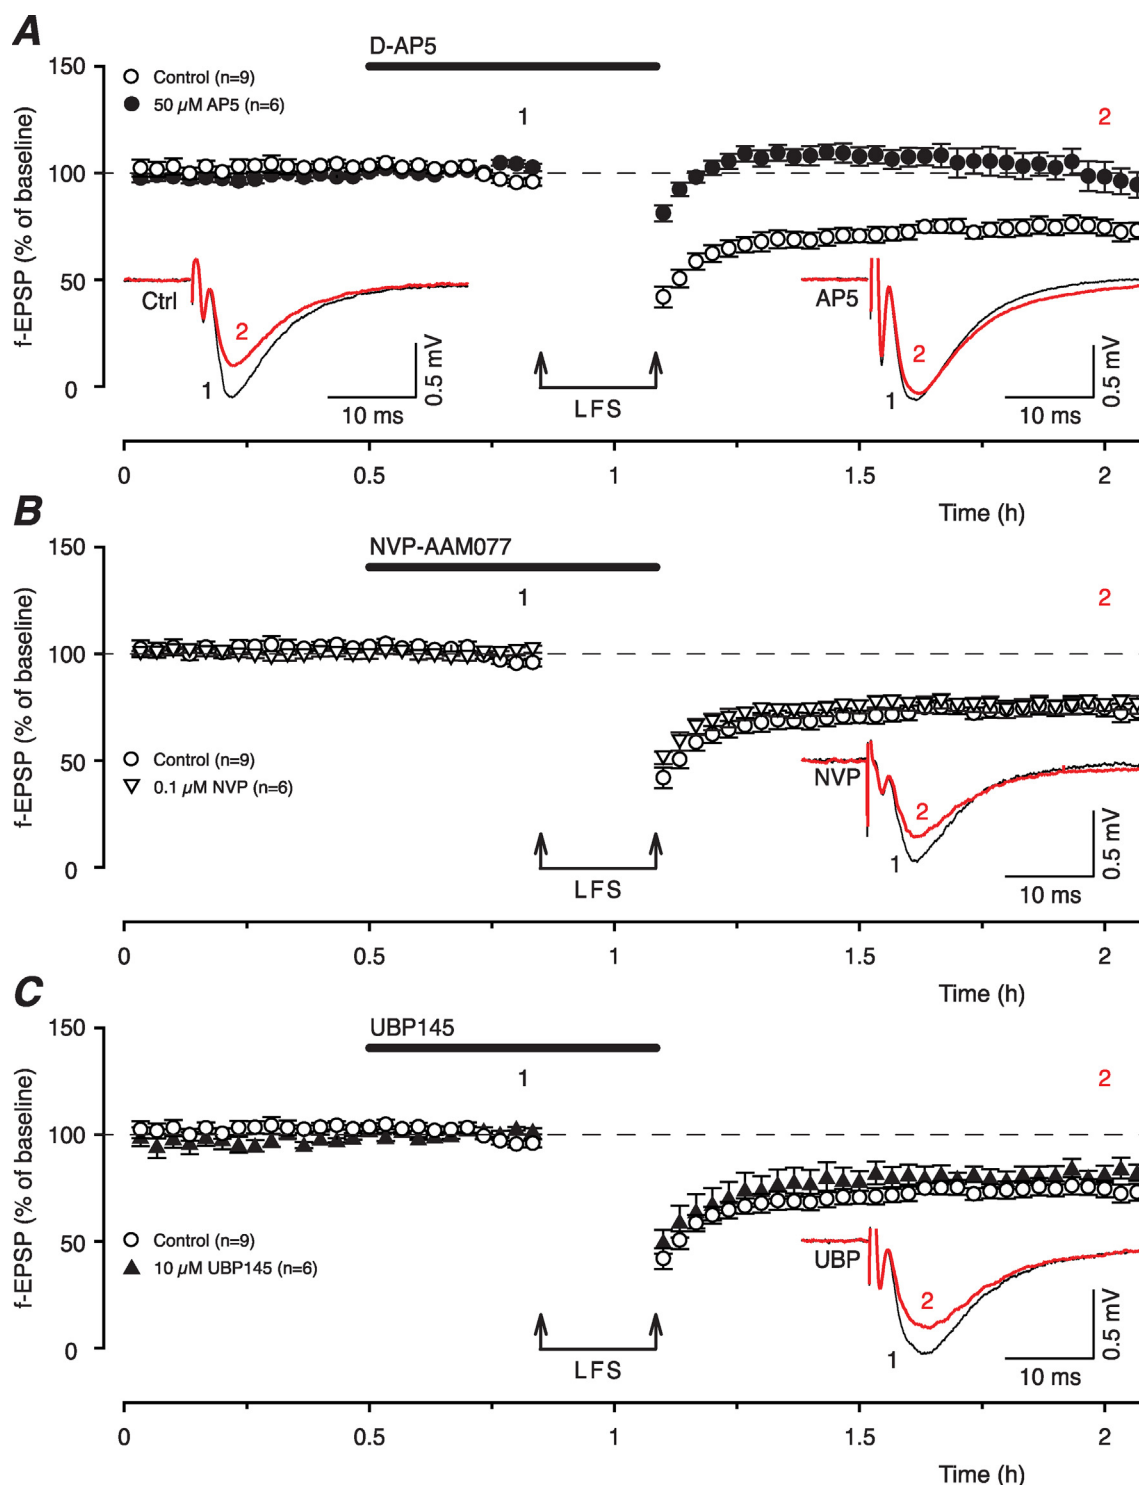 A
D-AP5
150
Control (n=9)
50 µM AP5 (n=6)
1
2
100
50
0
f-EPSP (% of baseline)
Ctrl
2
1
0.5 mV
10 ms
LFS
AP5
2
1
0.5 mV
10 ms
0
0.5
1
1.5
2
Time (h)
B
NVP-AAM077
150
1
2
100
50
0
f-EPSP (% of baseline)
Control (n=9)
0.1 µM NVP (n=6)
LFS
NVP
2
1
0.5 mV
10 ms
0
0.5
1
1.5
2
Time (h)
C
UBP145
150
1
2
100
50
0
f-EPSP (% of baseline)
Control (n=9)
10 µM UBP145 (n=6)
LFS
UBP
2
1
0.5 mV
10 ms
0
0.5
1
1.5
2
Time (h)